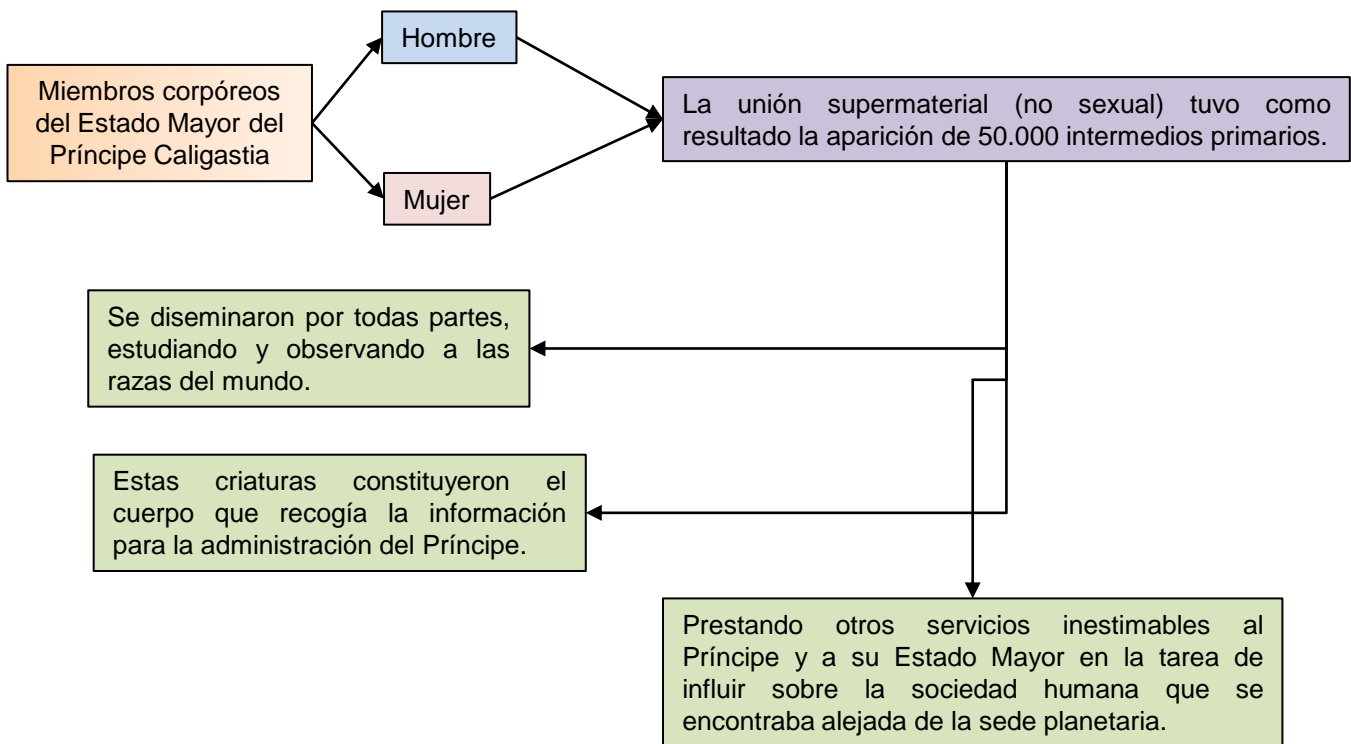 Hombre
Miembros corpóreos
del Estado Mayor del
Príncipe Caligastia
La unión supermaterial (no sexual) tuvo como
resultado la aparición de 50.000 intermedios primarios.
Mujer
Se diseminaron por todas partes,
estudiando y observando a las
razas del mundo.
Estas criaturas constituyeron el
cuerpo que recogía la información
para la administración del Príncipe.
Prestando otros servicios inestimables al
Príncipe y a su Estado Mayor en la tarea de
influir sobre la sociedad humana que se
encontraba alejada de la sede planetaria.